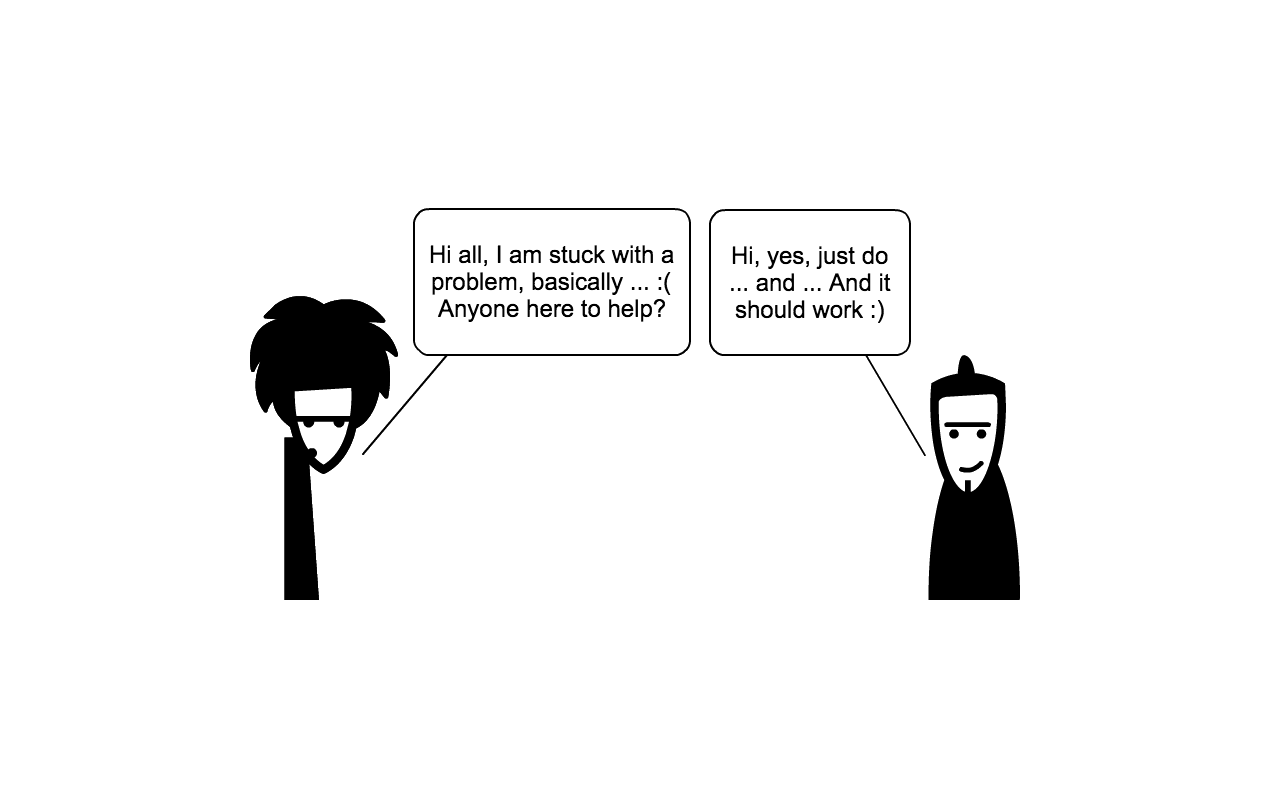 Hi all, I am stuck with a
problem, basically ... :(
Anyone here to help?
Hi, yes, just do
... and ... And it
should work :)